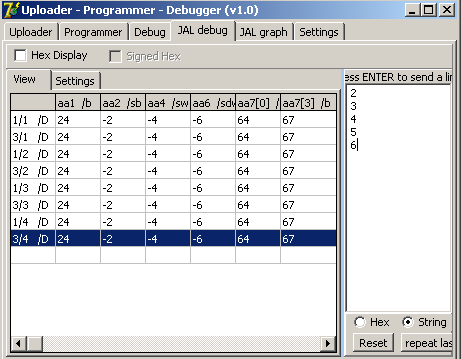 Uploader - Programmer - Debugger (v1.0)
Uploader Programmer Debug JAL debug JAL graph Settings
Hex Display Signed Hex
View Settings
ess ENTER to send a lin
aa1 /b aa2 /sb aa4 /sw aa6 /sdw aa7[0] / aa7[3] /b
1/1 /D 24 -2 -4 -6 64 67
3/1 /D 24 -2 -4 -6 64 67
1/2 /D 24 -2 -4 -6 64 67
3/2 /D 24 -2 -4 -6 64 67
1/3 /D 24 -2 -4 -6 64 67
3/3 /D 24 -2 -4 -6 64 67
1/4 /D 24 -2 -4 -6 64 67
3/4 /D 24 -2 -4 -6 64 67
2
3
4
5
6
Hex String
Reset repeat las